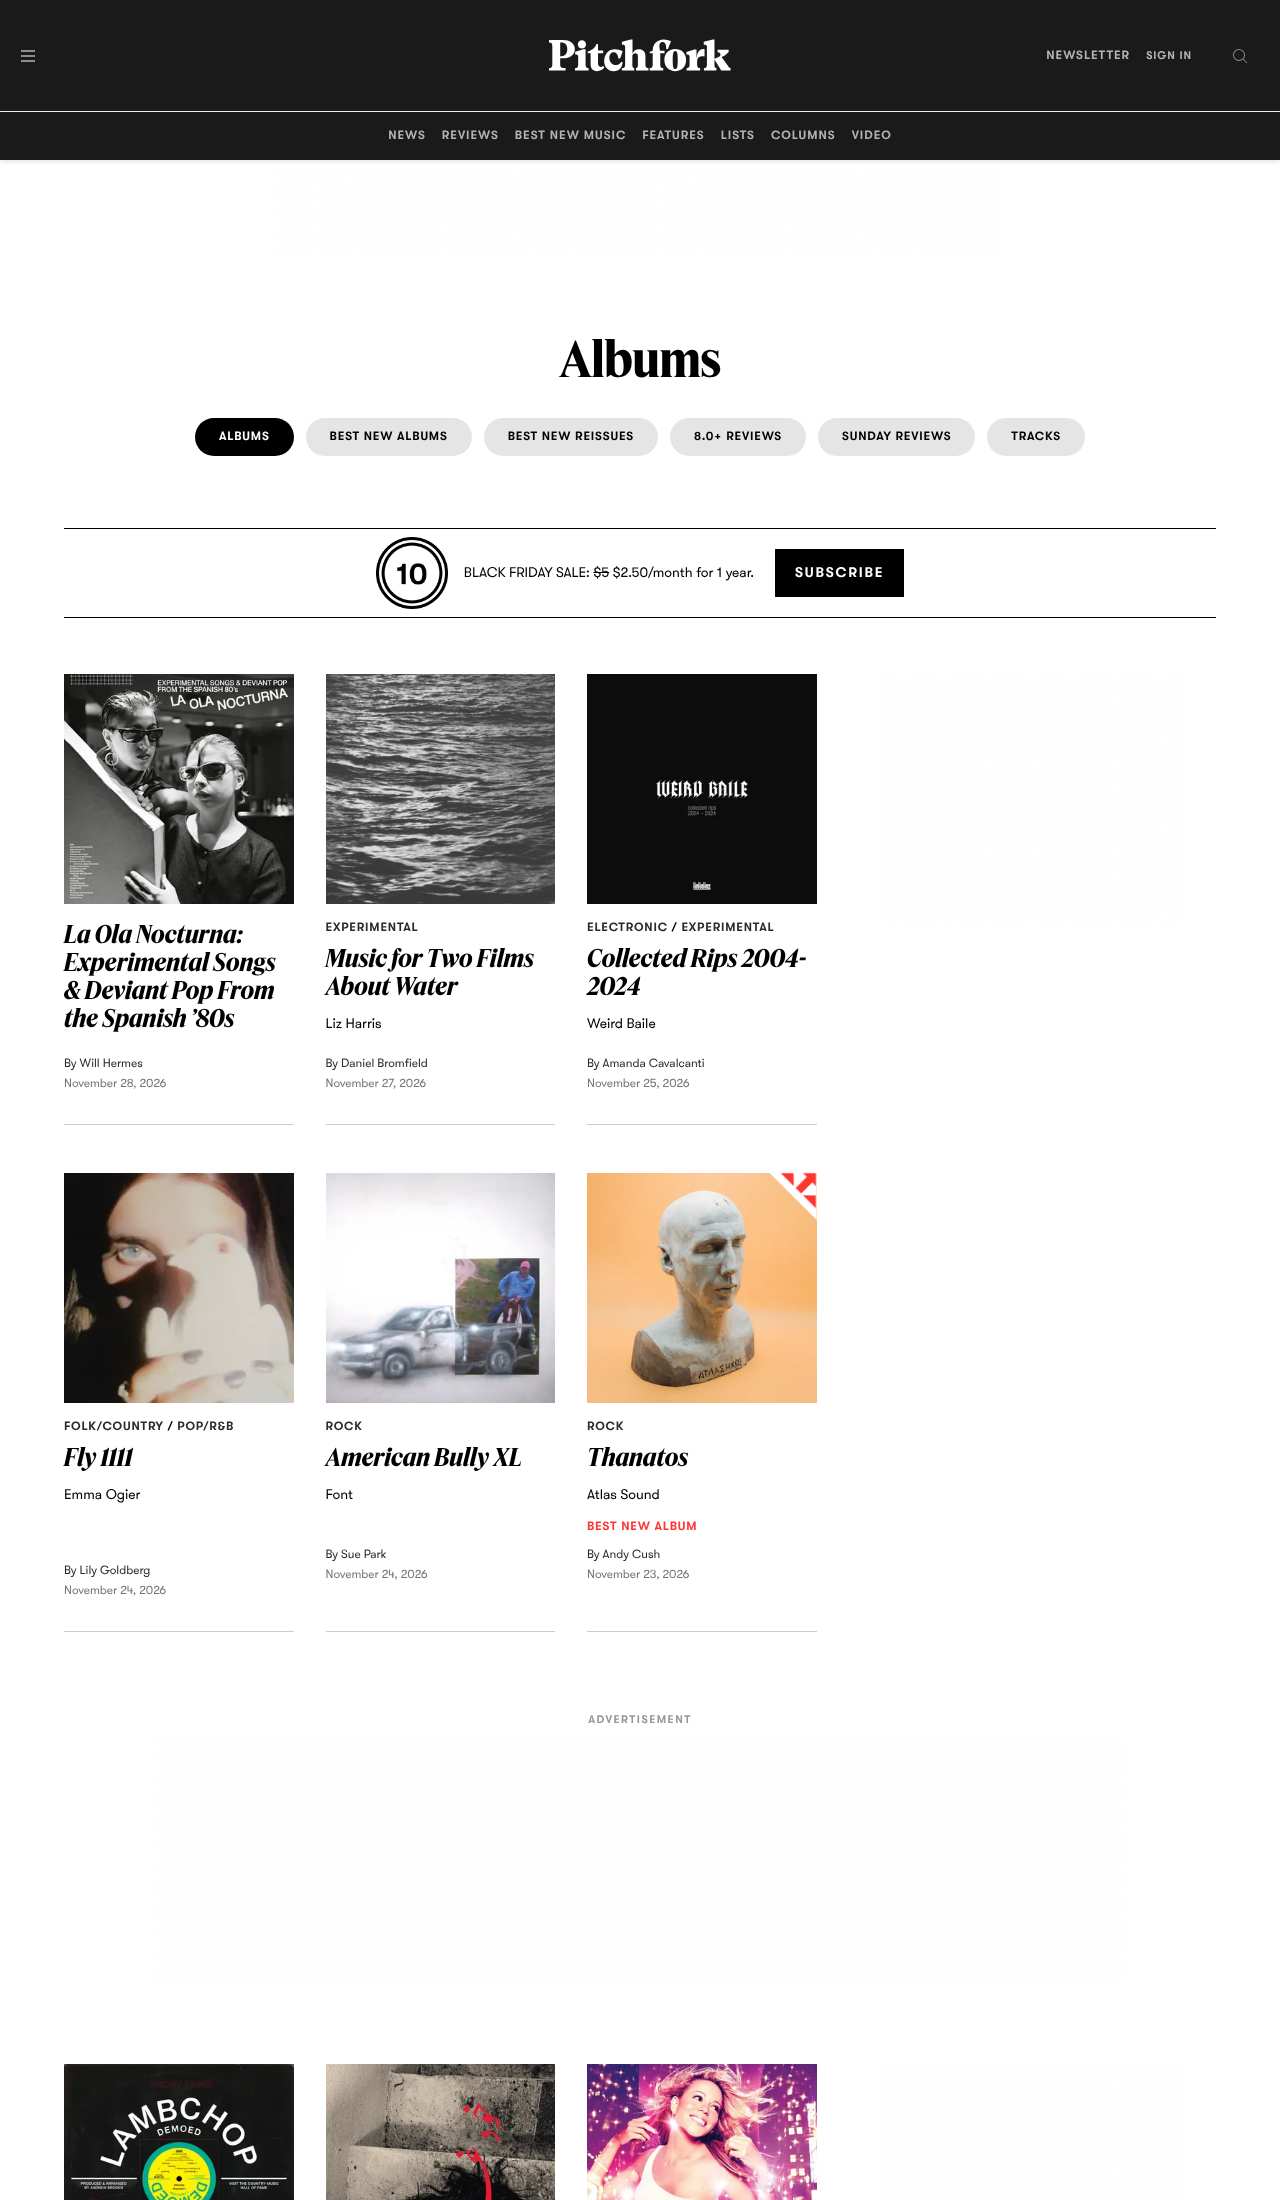 Pitchfork
NEWSLETTER
SIGN IN
NEWS
REVIEWS
BEST NEW MUSIC
FEATURES
LISTS
COLUMNS
VIDEO
Albums
ALBUMS
BEST NEW ALBUMS
BEST NEW REISSUES
8.0+ REVIEWS
SUNDAY REVIEWS
TRACKS
10
BLACK FRIDAY SALE: $5 $2.50/month for 1 year.
SUBSCRIBE
EXPERIMENTAL SONGS & DEVIANT POP
FROM THE SPANISH 80's
LA OLA NOCTURNA
La Ola Nocturna:
Experimental Songs
& Deviant Pop From
the Spanish ’80s
By Will Hermes
November 28, 2026
EXPERIMENTAL
Music for Two Films
About Water
Liz Harris
By Daniel Bromfield
November 27, 2026
WEIRD BAILE
collected rips
2004 - 2024
ELECTRONIC / EXPERIMENTAL
Collected Rips 2004-
2024
Weird Baile
By Amanda Cavalcanti
November 25, 2026
FOLK/COUNTRY / POP/R&B
Fly 1111
Emma Ogier
By Lily Goldberg
November 24, 2026
ROCK
American Bully XL
Font
By Sue Park
November 24, 2026
ROCK
Thanatos
Atlas Sound
BEST NEW ALBUM
By Andy Cush
November 23, 2026
ADVERTISEMENT
LAMBCHOP
DEMOED
DEMOED